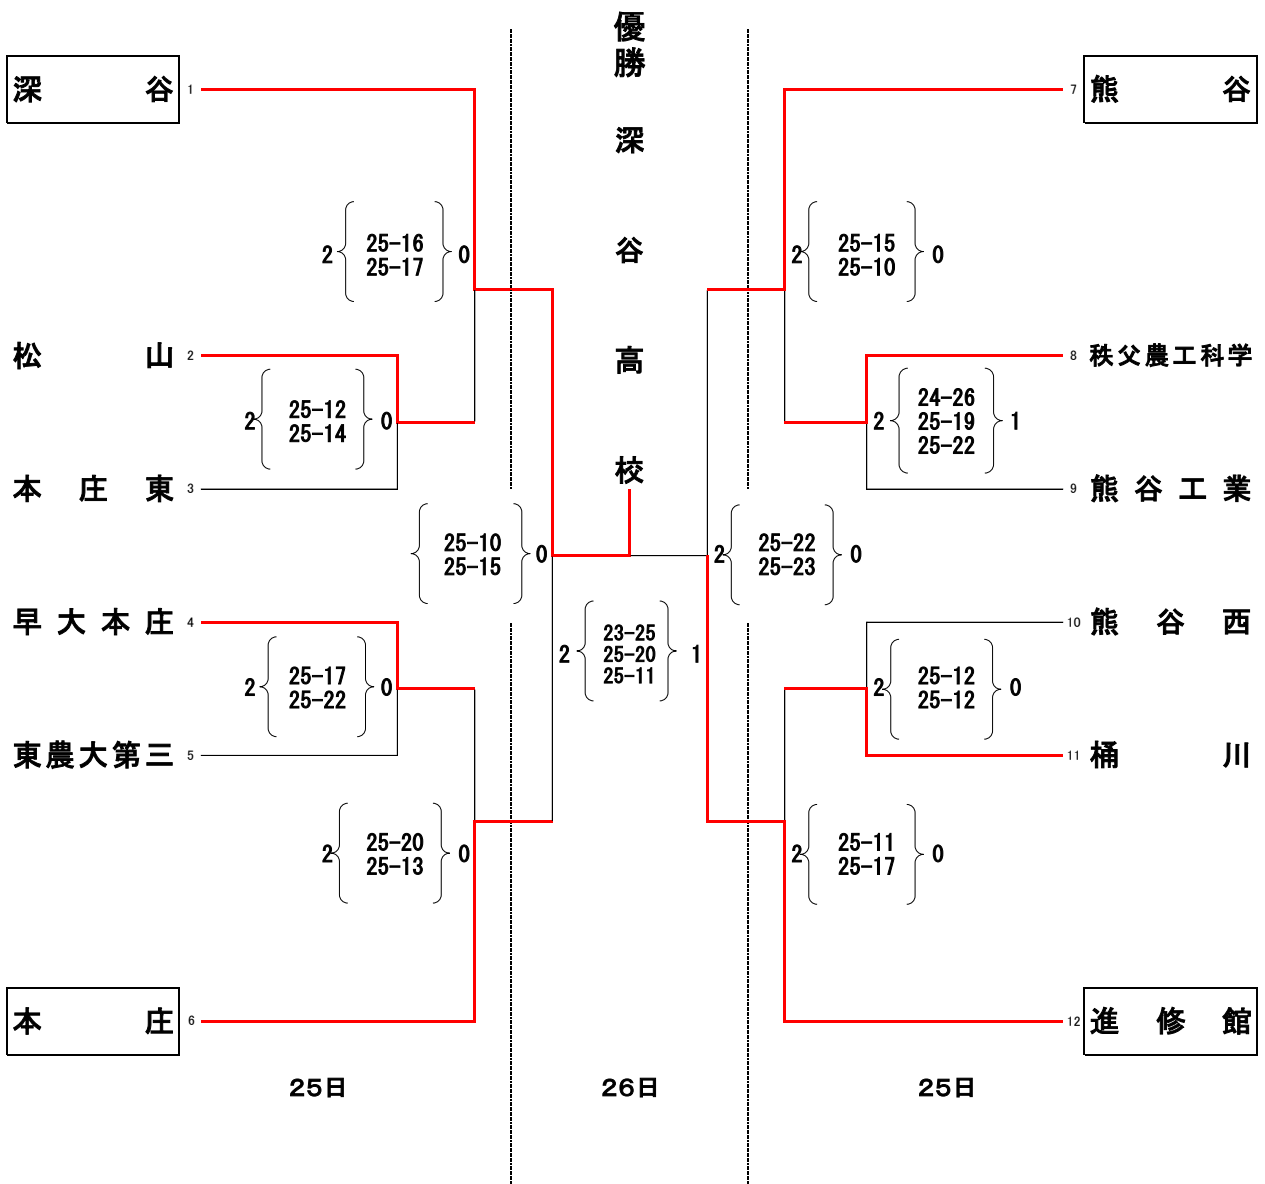 優勝
深谷高校
深谷 1
2 25-16 0
25-17
松山 2
2 25-12 0
25-14
本庄東 3
25-10 0
25-15
早大本庄 4
2 25-17 0
25-22
東農大第三 5
2 25-20 0
25-13
本庄 6
2 23-25 1
25-20
25-11
7 熊谷
2 25-15 0
25-10
8 秩父農工科学
2 24-26 1
25-19
25-22
9 熊谷工業
2 25-22 0
25-23
10 熊谷西
2 25-12 0
25-12
11 桶川
2 25-11 0
25-17
12 進修館
25日 26日 25日